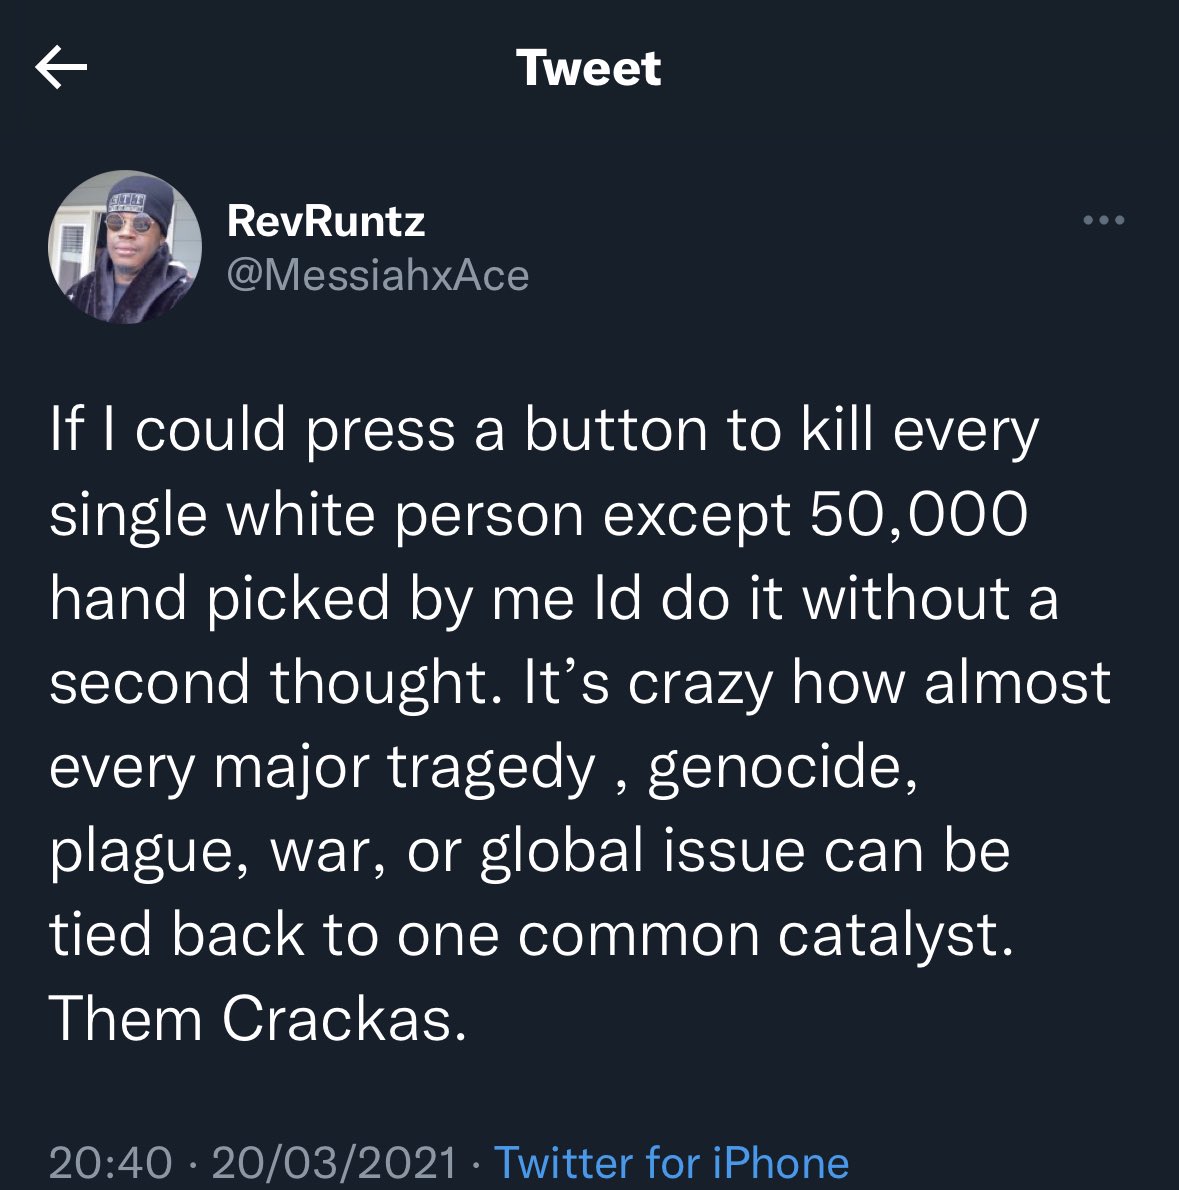 Tweet
RevRuntz
@MessiahxAce
If I could press a button to kill every
single white person except 50,000
hand picked by me Id do it without a
second thought. It’s crazy how almost
every major tragedy , genocide,
plague, war, or global issue can be
tied back to one common catalyst.
Them Crackas.
20:40 · 20/03/2021 · Twitter for iPhone